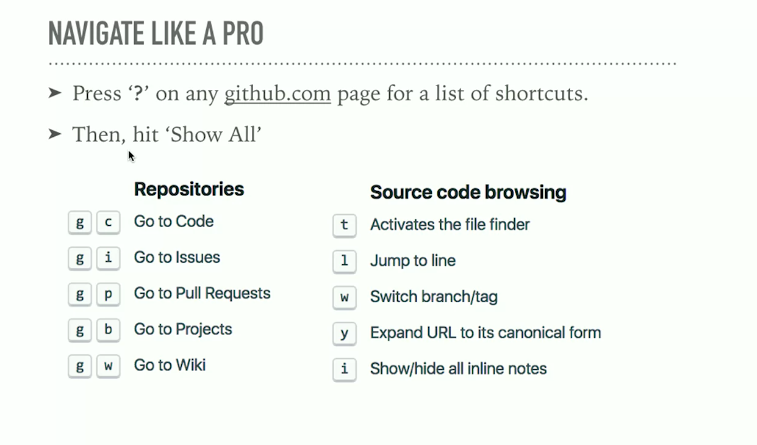 NAVIGATE LIKE A PRO
➤ Press ‘?’ on any github.com page for a list of shortcuts.
➤ Then, hit ‘Show All’
Repositories
g c Go to Code
g i Go to Issues
g p Go to Pull Requests
g b Go to Projects
g w Go to Wiki
Source code browsing
t Activates the file finder
l Jump to line
w Switch branch/tag
y Expand URL to its canonical form
i Show/hide all inline notes